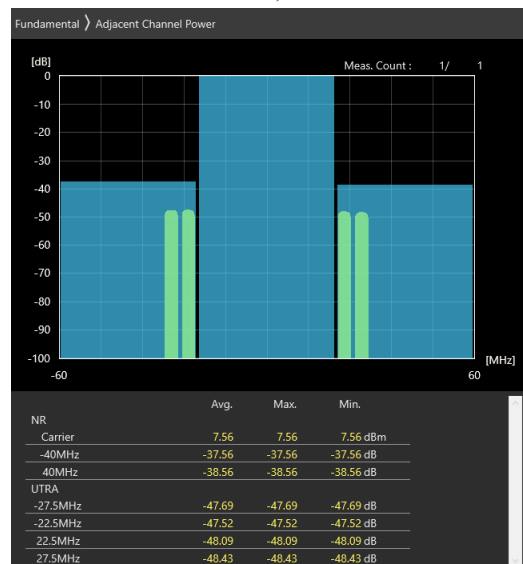 Fundamental 〉 Adjacent Channel Power
[dB]
Meas. Count : 1/ 1
0
-10
-20
-30
-40
-50
-60
-70
-80
-90
-100
[MHz]
-60 60
Avg. Max. Min.
NR
Carrier 7.56 7.56 7.56 dBm
-40MHz -37.56 -37.56 -37.56 dB
40MHz -38.56 -38.56 -38.56 dB
UTRA
-27.5MHz -47.69 -47.69 -47.69 dB
-22.5MHz -47.52 -47.52 -47.52 dB
22.5MHz -48.09 -48.09 -48.09 dB
27.5MHz -48.43 -48.43 -48.43 dB